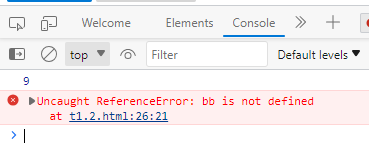 Welcome Elements Console
top Filter Default levels
9
Uncaught ReferenceError: bb is not defined
at t1.2.html:26:21